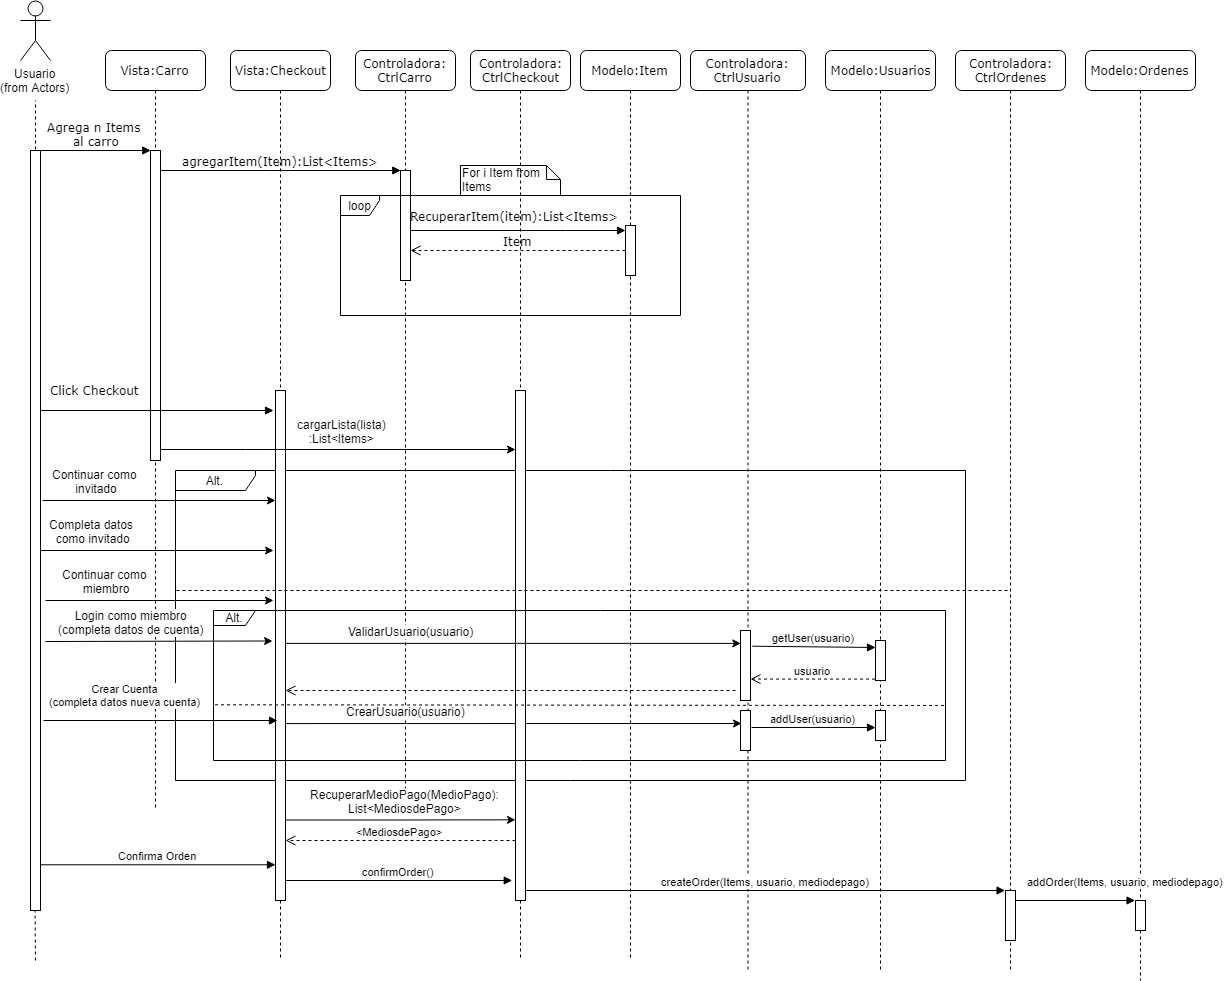 Usuario
(from Actors)
Vista:Carro
Vista:Checkout
Controladora:
CtrlCarro
Controladora:
CtrlCheckout
Modelo:Item
Controladora:
CtrlUsuario
Modelo:Usuarios
Controladora:
CtrlOrdenes
Modelo:Ordenes
Agrega n Items
al carro
agregarItem(Item):List<Items>
For i Item from
Items
loop
RecuperarItem(item):List<Items>
Item
Click Checkout
cargarLista(lista)
:List<Items>
Continuar como
invitado
Alt.
Completa datos
como invitado
Continuar como
miembro
Login como miembro
(completa datos de cuenta)
Alt.
ValidarUsuario(usuario)
getUser(usuario)
usuario
Crear Cuenta
(completa datos nueva cuenta)
CrearUsuario(usuario)
addUser(usuario)
RecuperarMedioPago(MedioPago):
List<MediosdePago>
<MediosdePago>
Confirma Orden
confirmOrder()
createOrder(Items, usuario, mediodepago)
addOrder(Items, usuario, mediodepago)